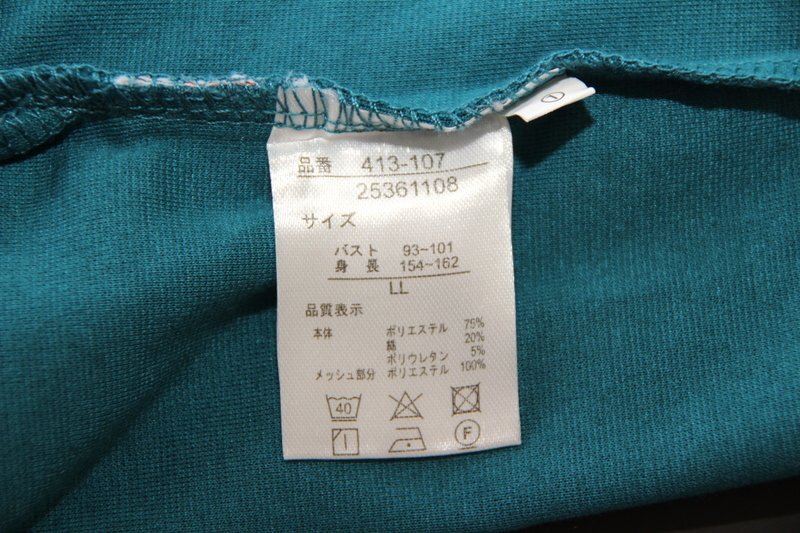 品番 413-107
25361108
サイズ
バスト 93~101
身長 154~162
LL
品質表示
本体 ポリエステル 75%
綿 20%
ポリウレタン 5%
メッシュ部分 ポリエステル 100%
40
F